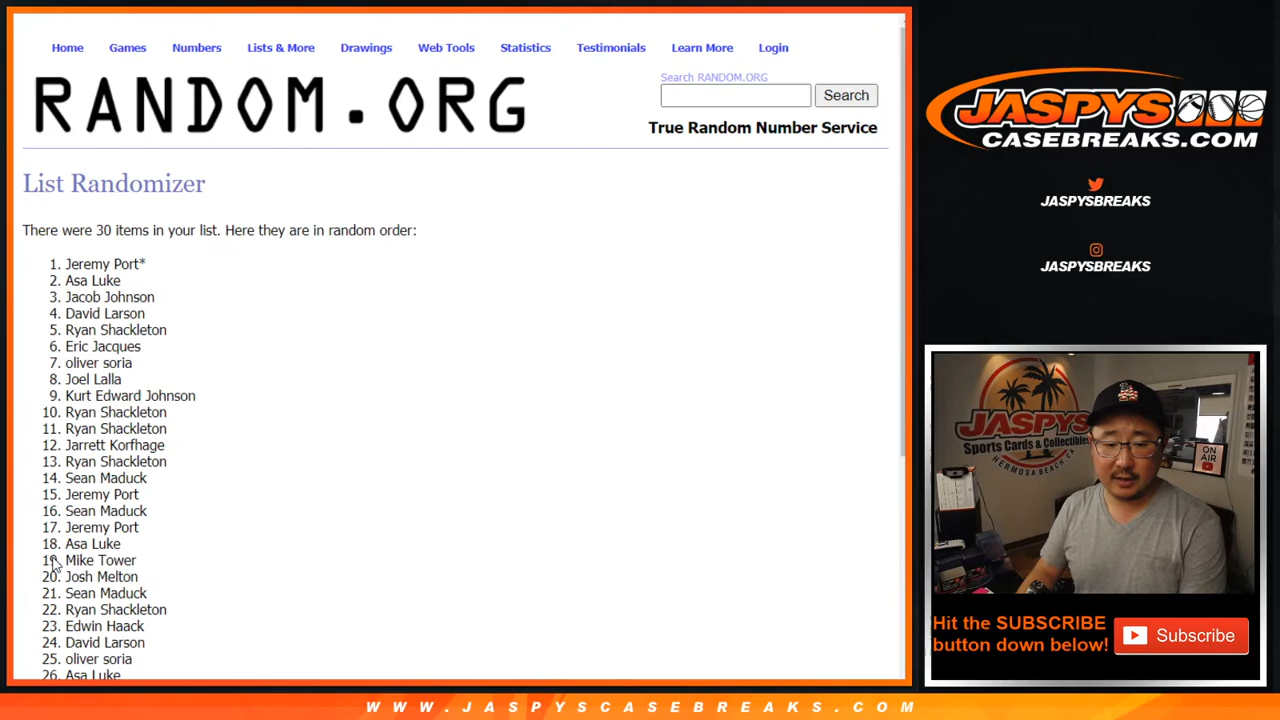 Home Games Numbers Lists & More Drawings Web Tools Statistics Testimonials Learn More Login
RANDOM.ORG
Search RANDOM.ORG
Search
True Random Number Service
List Randomizer
There were 30 items in your list. Here they are in random order:
1. Jeremy Port*
2. Asa Luke
3. Jacob Johnson
4. David Larson
5. Ryan Shackleton
6. Eric Jacques
7. oliver soria
8. Joel Lalla
9. Kurt Edward Johnson
10. Ryan Shackleton
11. Ryan Shackleton
12. Jarrett Korfhage
13. Ryan Shackleton
14. Sean Maduck
15. Jeremy Port
16. Sean Maduck
17. Jeremy Port
18. Asa Luke
19. Mike Tower
20. Josh Melton
21. Sean Maduck
22. Ryan Shackleton
23. Edwin Haack
24. David Larson
25. oliver soria
26. Asa Luke
JASPYS
CASEBREAKS.COM
JASPYSBREAKS
JASPYSBREAKS
JASPYS
Sports Cards & Collectibles
HERMOSA BEACH CA
ON
AIR
Hit the SUBSCRIBE
button down below!
Subscribe
WWW.JASPYSCASEBREAKS.COM